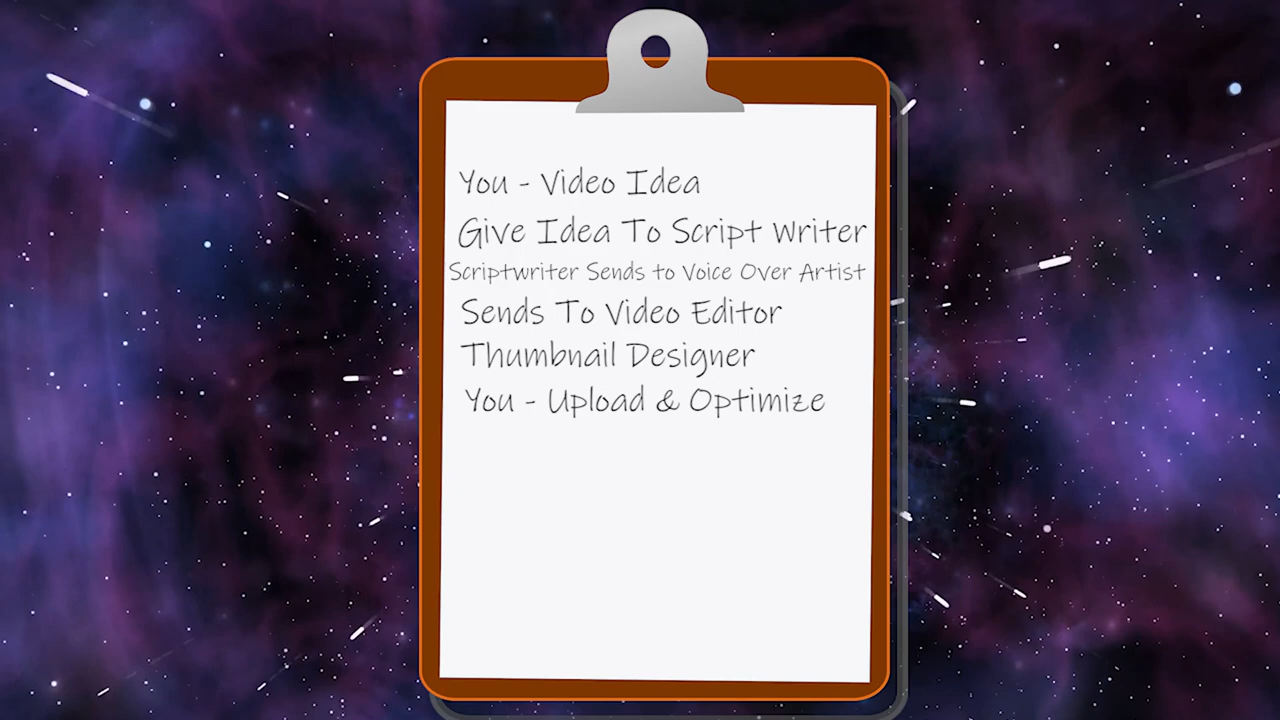 You - Video Idea
Give Idea To Script Writer
Scriptwriter Sends to Voice Over Artist
Sends To Video Editor
Thumbnail Designer
You - Upload & Optimize